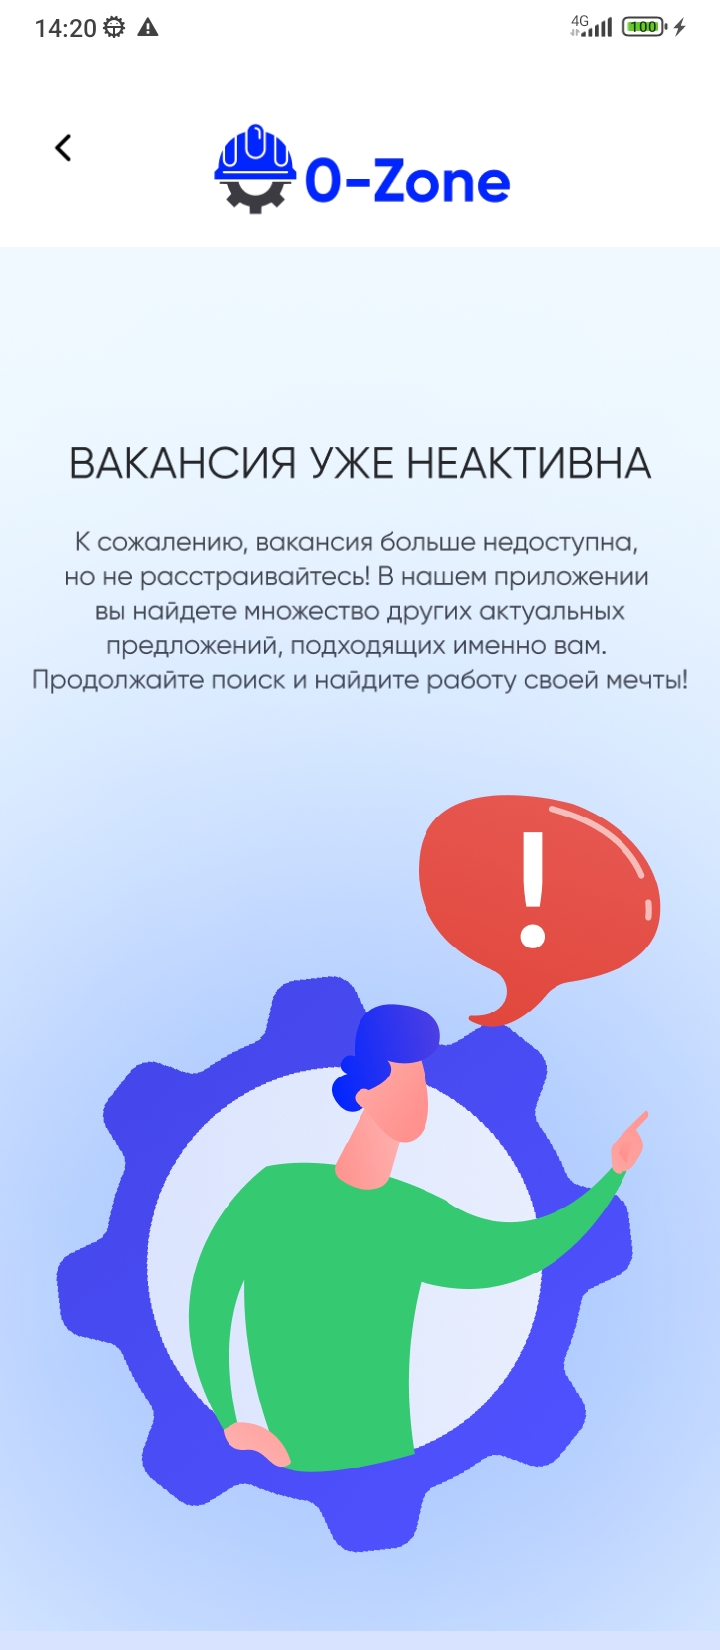 14:20
4G
100
O-Zone
ВАКАНСИЯ УЖЕ НЕАКТИВНА
К сожалению, вакансия больше недоступна,
но не расстраивайтесь! В нашем приложении
вы найдете множество других актуальных
предложений, подходящих именно вам.
Продолжайте поиск и найдите работу своей мечты!
!